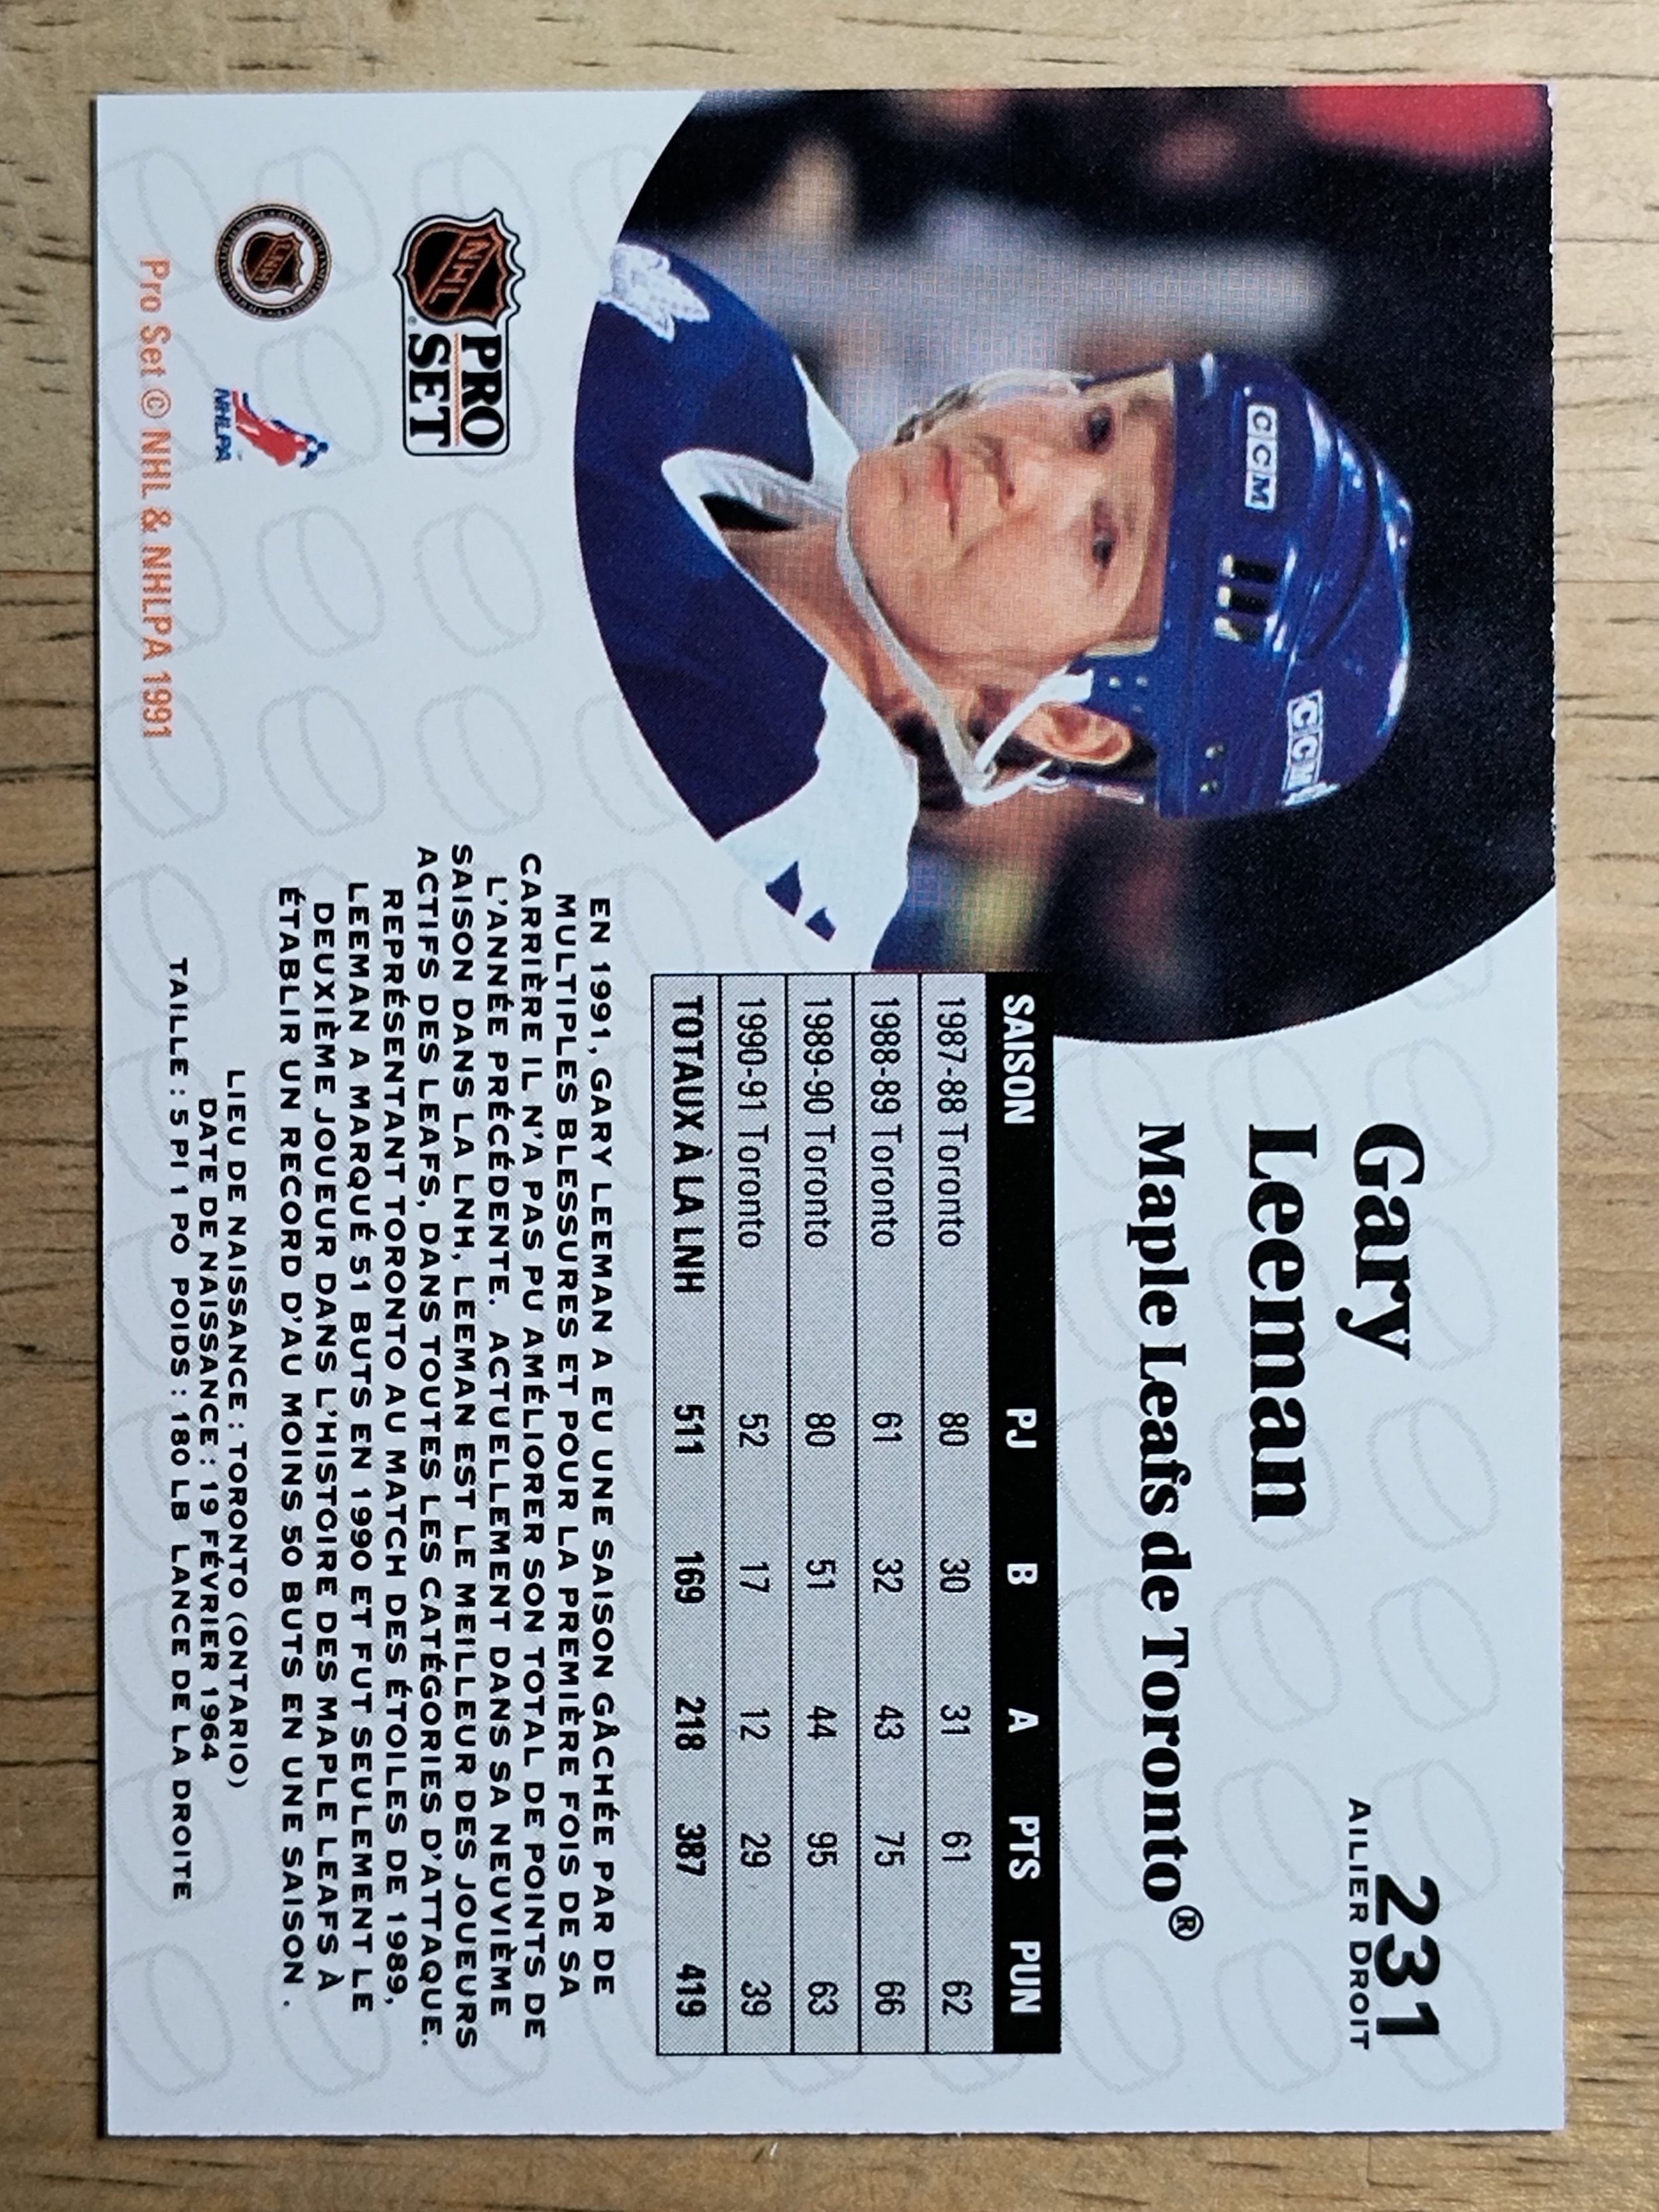 Gary
Leeman
Maple Leafs de Toronto®
231
AILIER DROIT
CCM
CCM
SAISON PJ B A PTS PUN
1987-88 Toronto 80 30 31 61 62
1988-89 Toronto 61 32 43 75 66
1989-90 Toronto 80 51 44 95 63
1990-91 Toronto 52 17 12 29 39
TOTAUX À LA LNH 511 169 218 387 419
EN 1991, GARY LEEMAN A EU UNE SAISON GÂCHÉE PAR DE
MULTIPLES BLESSURES ET POUR LA PREMIÈRE FOIS DE SA
CARRIÈRE IL N'A PAS PU AMÉLIORER SON TOTAL DE POINTS DE
L'ANNÉE PRÉCÉDENTE. ACTUELLEMENT DANS SA NEUVIÈME
SAISON DANS LA LNH, LEEMAN EST LE MEILLEUR DES JOUEURS
ACTIFS DES LEAFS, DANS TOUTES LES CATÉGORIES D'ATTAQUE.
REPRÉSENTANT TORONTO AU MATCH DES ÉTOILES DE 1989,
LEEMAN A MARQUÉ 51 BUTS EN 1990 ET FUT SEULEMENT LE
DEUXIÈME JOUEUR DANS L'HISTOIRE DES MAPLE LEAFS À
ÉTABLIR UN RECORD D'AU MOINS 50 BUTS EN UNE SAISON.
LIEU DE NAISSANCE : TORONTO (ONTARIO)
DATE DE NAISSANCE : 19 FÉVRIER 1964
TAILLE : 5 PI 1 PO POIDS : 180 LB LANCE DE LA DROITE
NHL
PRO
SET
NHLPA
Pro Set © NHL & NHLPA 1991